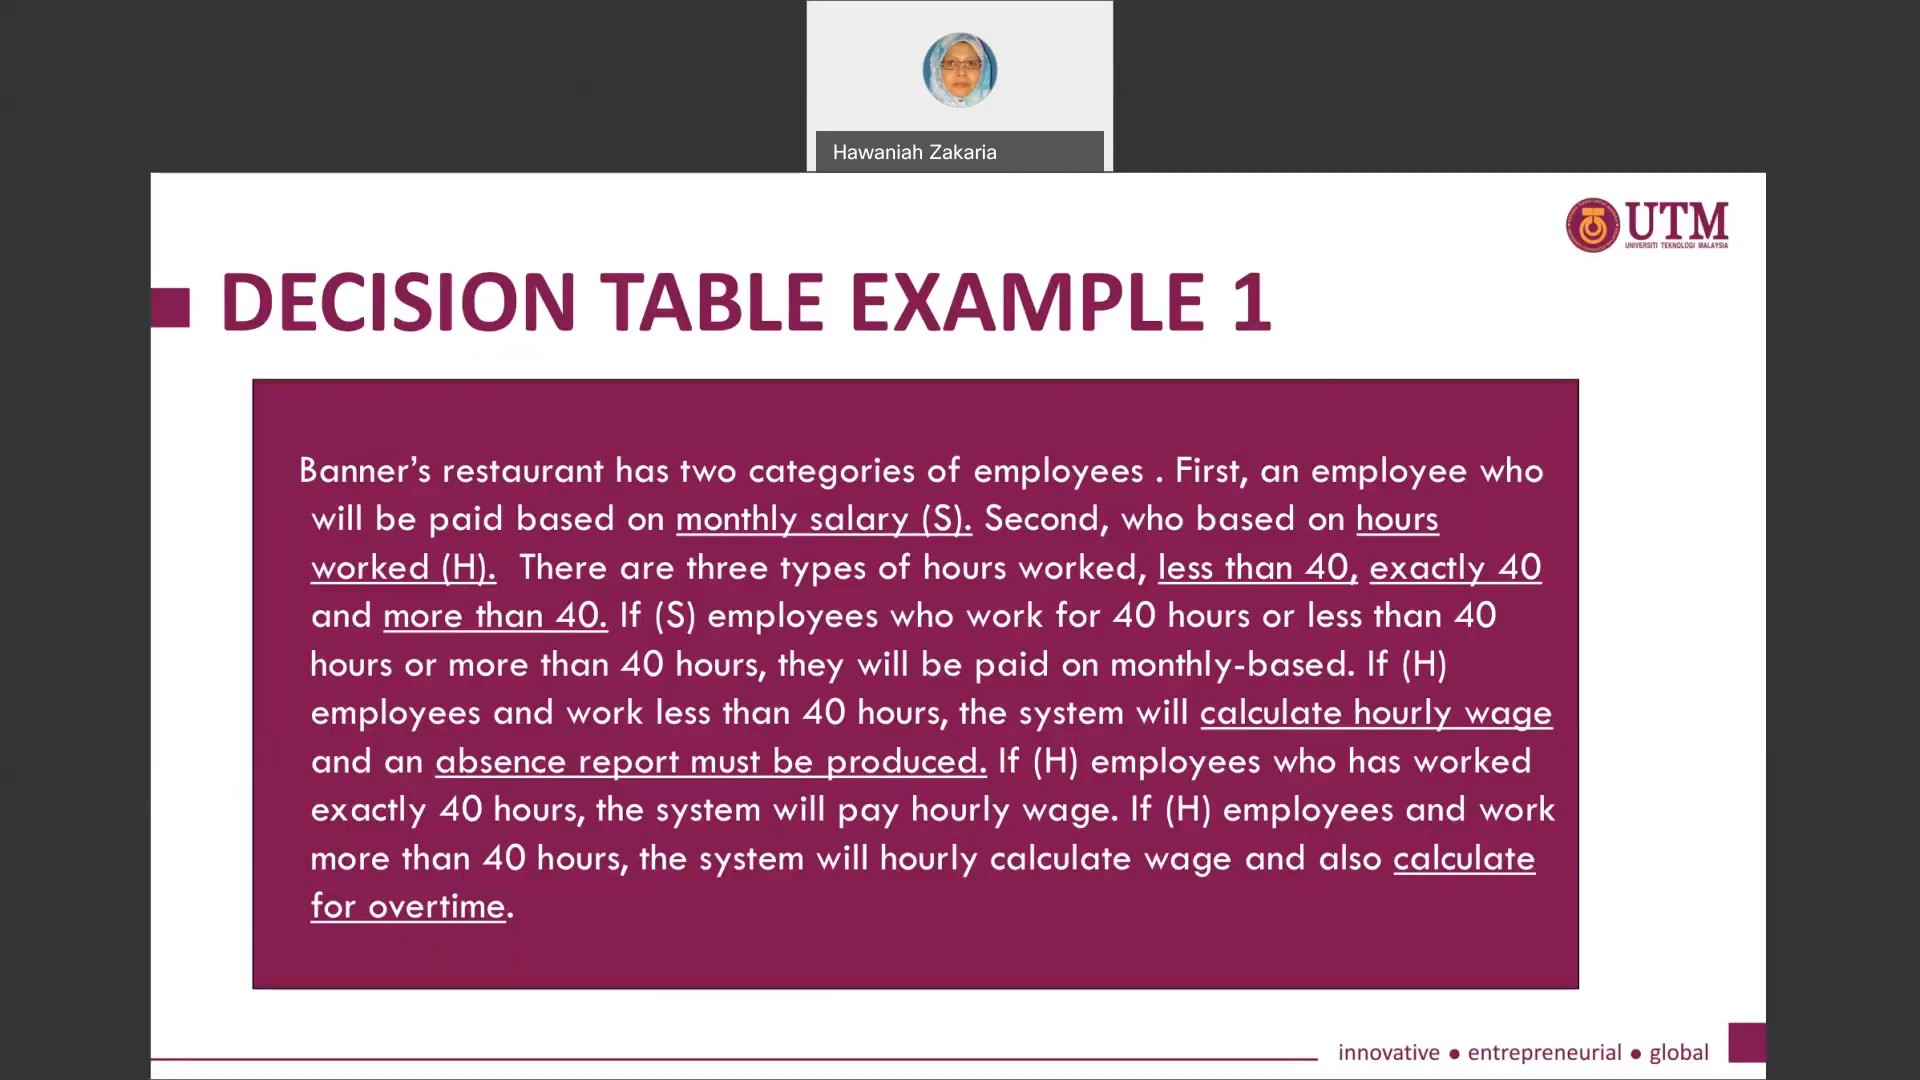 Hawaniah Zakaria
UTM
UNIVERSITI TEKNOLOGI MALAYSIA
DECISION TABLE EXAMPLE 1
Banner’s restaurant has two categories of employees . First, an employee who
will be paid based on monthly salary (S). Second, who based on hours
worked (H). There are three types of hours worked, less than 40, exactly 40
and more than 40. If (S) employees who work for 40 hours or less than 40
hours or more than 40 hours, they will be paid on monthly-based. If (H)
employees and work less than 40 hours, the system will calculate hourly wage
and an absence report must be produced. If (H) employees who has worked
exactly 40 hours, the system will pay hourly wage. If (H) employees and work
more than 40 hours, the system will hourly calculate wage and also calculate
for overtime.
innovative ● entrepreneurial ● global